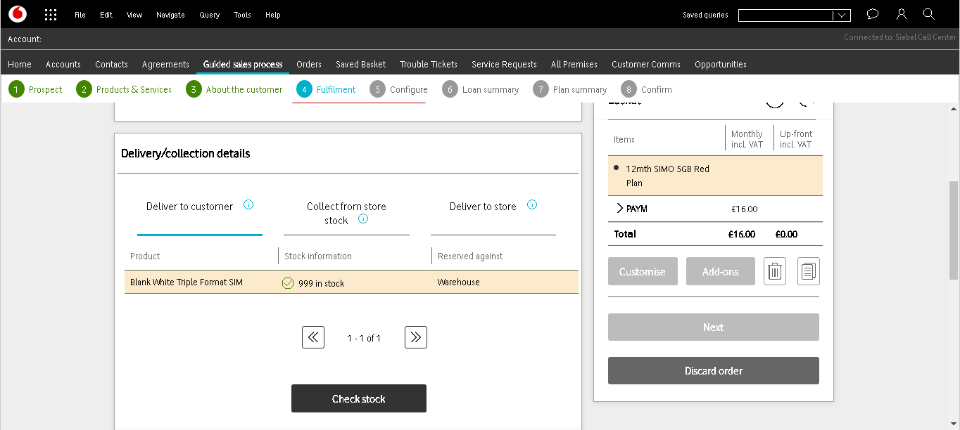 File Edit View Navigate Query Tools Help Saved queries
Account: Connected to: Siebel Call Center
Home Accounts Contacts Agreements Guided sales process Orders Saved Basket Trouble Tickets Service Requests All Premises Customer Comms Opportunities
1 Prospect 2 Products & Services 3 About the customer 4 Fulfilment 5 Configure 6 Loan summary 7 Plan summary 8 Confirm
Delivery/collection details
Deliver to customer
Collect from store
stock
Deliver to store
Product Stock information Reserved against
Blank White Triple Format SIM 999 in stock Warehouse
1 - 1 of 1
Check stock
Items
Monthly
incl. VAT
Up-front
incl. VAT
12mth SIMO 5GB Red
Plan
PAYM £16.00
Total £16.00 £0.00
Customise Add-ons
Next
Discard order